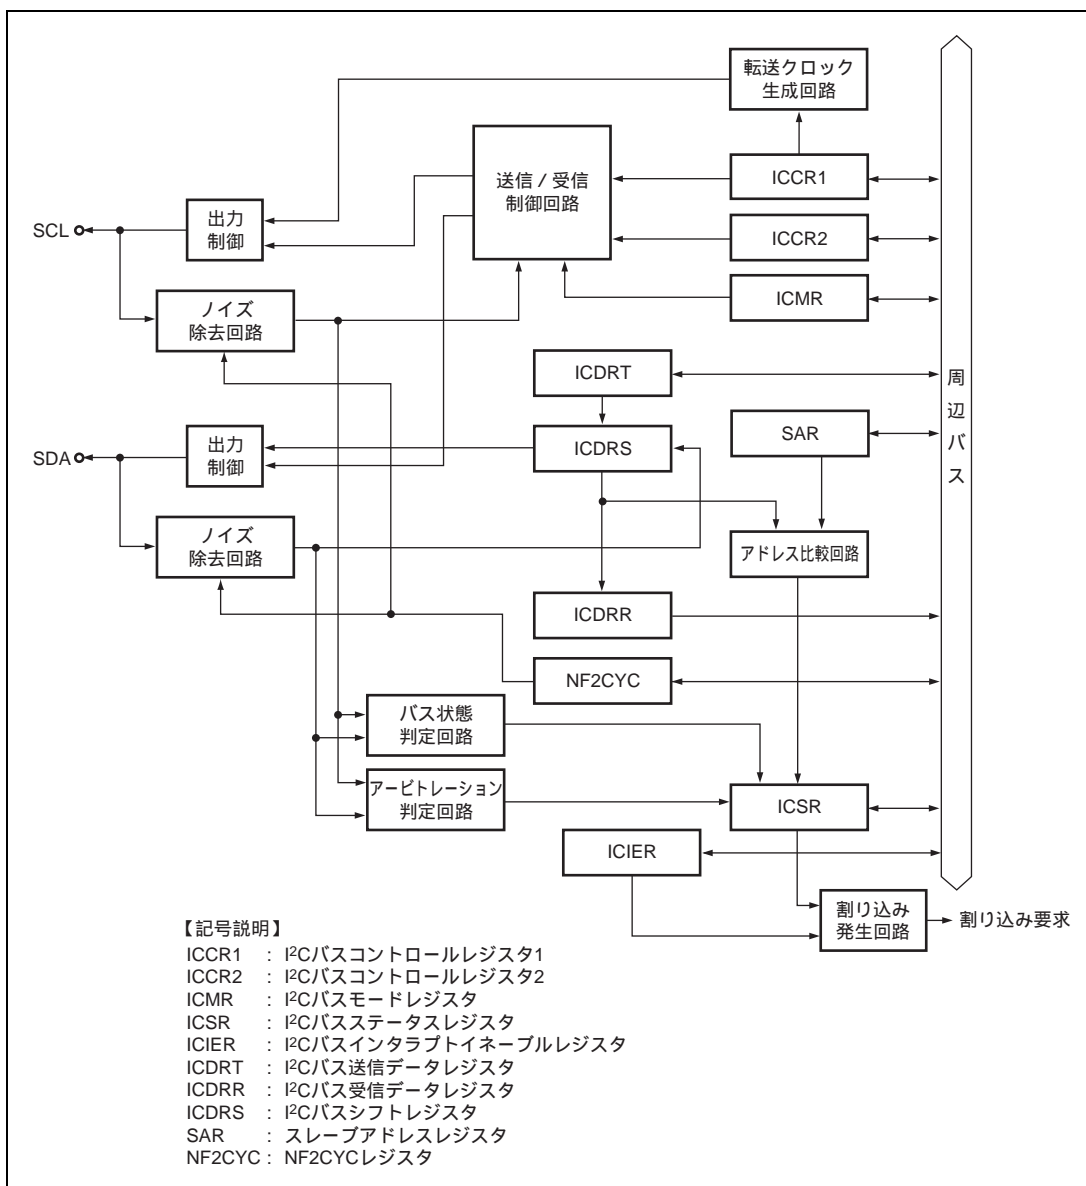 転送クロック
生成回路
送信 / 受信
制御回路
ICCR1
出力
制御
SCL
ICCR2
ノイズ
除去回路
ICMR
ICDRT
周辺バス
出力
制御
SDA
ICDRS
SAR
ノイズ
除去回路
アドレス比較回路
ICDRR
NF2CYC
バス状態
判定回路
アービトレーション
判定回路
ICSR
ICIER
割り込み
発生回路
割り込み要求
【記号説明】
ICCR1 : I²Cバスコントロールレジスタ1
ICCR2 : I²Cバスコントロールレジスタ2
ICMR : I²Cバスモードレジスタ
ICSR : I²Cバスステータスレジスタ
ICIER : I²Cバスインタラプトイネーブルレジスタ
ICDRT : I²Cバス送信データレジスタ
ICDRR : I²Cバス受信データレジスタ
ICDRS : I²Cバスシフトレジスタ
SAR : スレーブアドレスレジスタ
NF2CYC : NF2CYCレジスタ